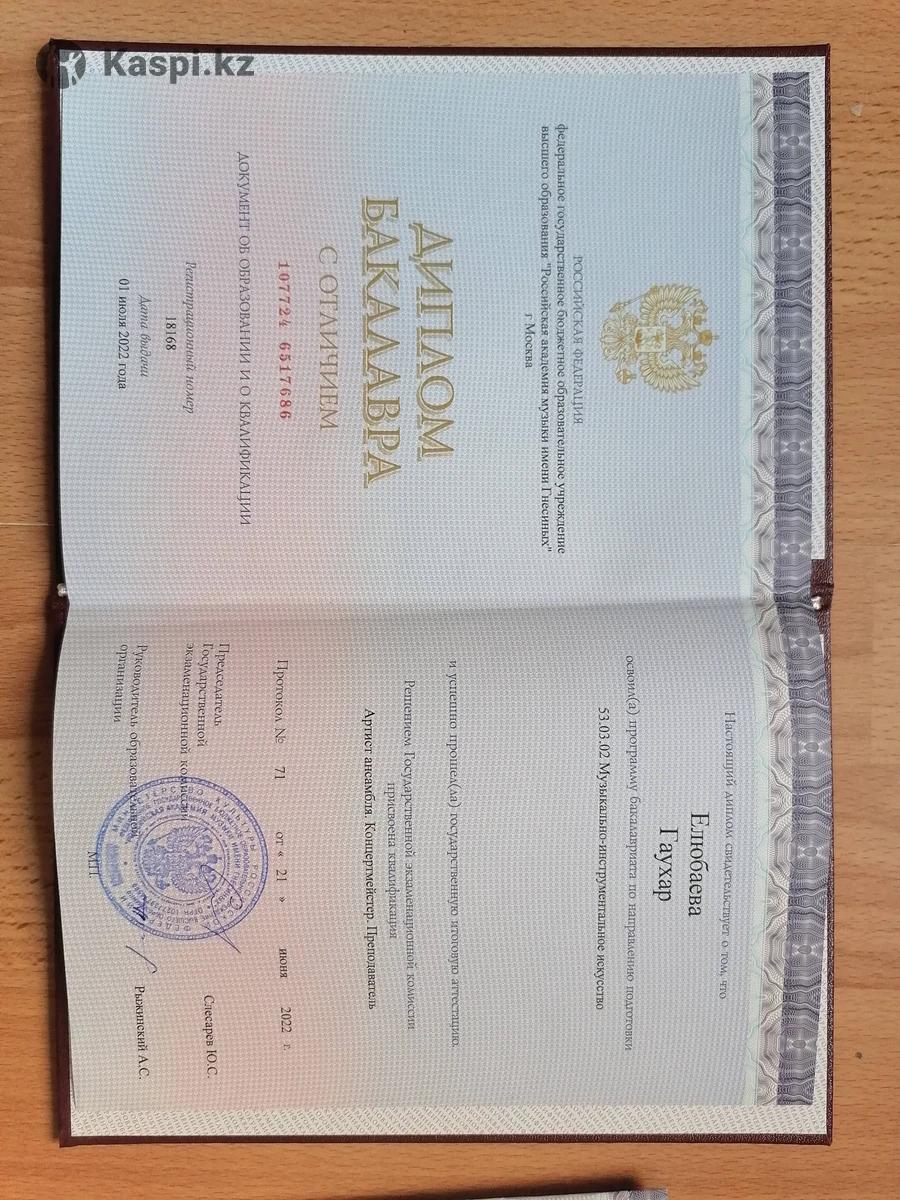 Kaspi.kz
РОССИЙСКАЯ ФЕДЕРАЦИЯ
федеральное государственное бюджетное образовательное учреждение
высшего образования "Российская академия музыки имени Гнесиных"
г Москва
ДИПЛОМ
БАКАЛАВРА
С ОТЛИЧИЕМ
107724 6517686
ДОКУМЕНТ ОБ ОБРАЗОВАНИИ И О КВАЛИФИКАЦИИ
Регистрационный номер
18168
Дата выдачи
01 июля 2022 года
Настоящий диплом свидетельствует о том, что
Елюбаева
Гаухар
освоил(а) программу бакалавриата по направлению подготовки
53.03.02 Музыкально-инструментальное искусство
и успешно прошел(ла) государственную итоговую аттестацию.
Решением Государственной экзаменационной комиссии
присвоена квалификация
Артист ансамбля. Концертмейстер. Преподаватель
Протокол № 71 от « 21 » июня 2022 г.
Председатель
Государственной
экзаменационной комиссии
Слесарев Ю.С.
Руководитель образовательной
организации
Рыжинский А.С.
М.П.